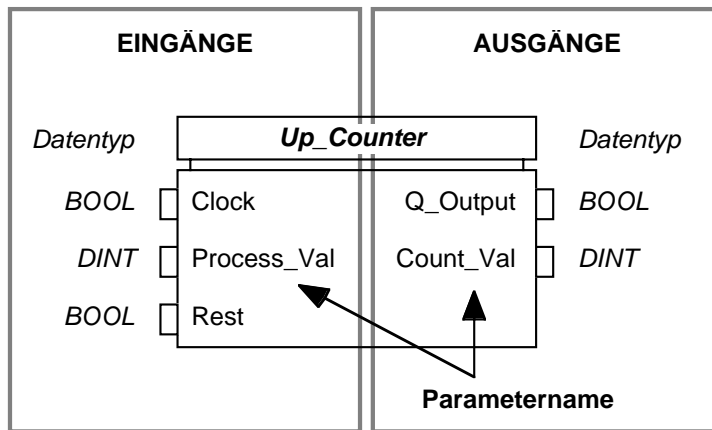 EINGÄNGE AUSGÄNGE
Datentyp Up_Counter Datentyp
BOOL Clock Q_Output BOOL
DINT Process_Val Count_Val DINT
BOOL Rest
Parametername